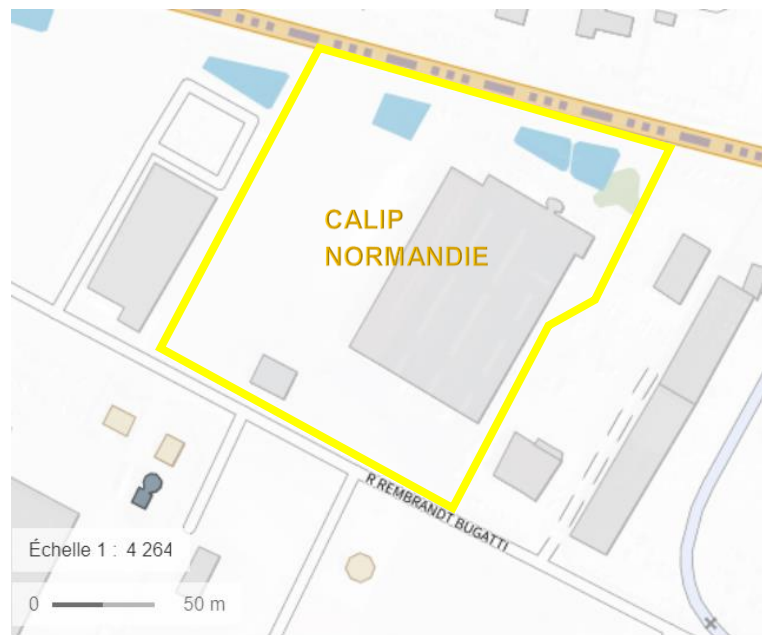 CALIP
NORMANDIE
R REMBRANDT BUGATTI
Échelle 1 : 4 264
0 50 m